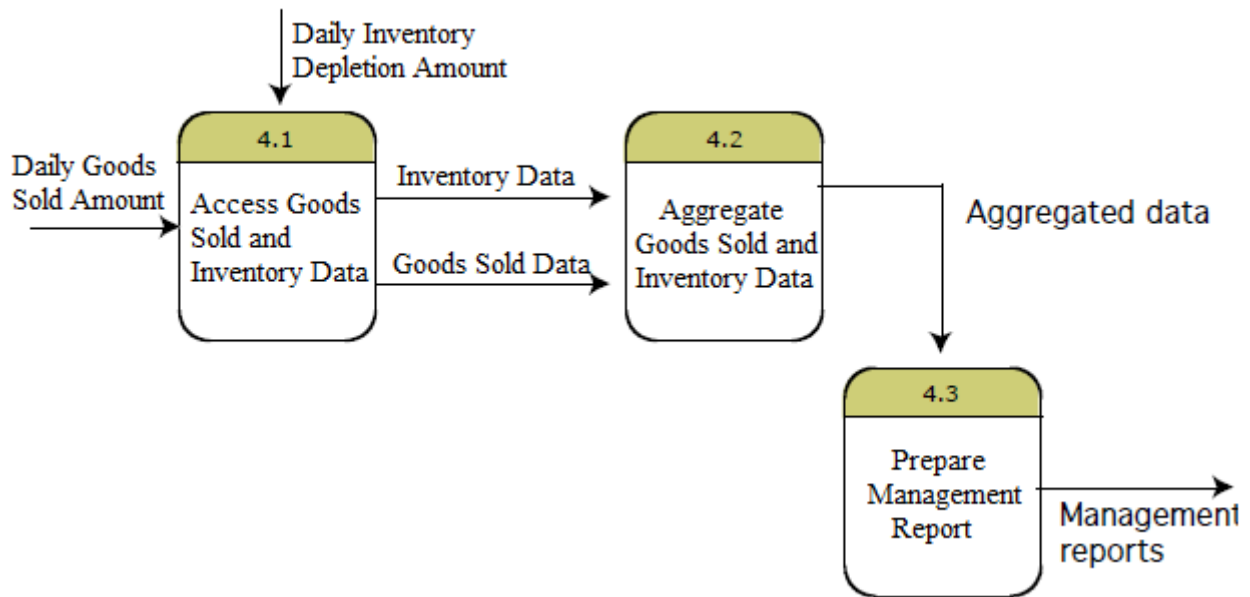 Daily Inventory
Depletion Amount
4.1
4.2
Daily Goods
Sold Amount
Access Goods
Sold and
Inventory Data
Inventory Data
Goods Sold Data
Aggregate
Goods Sold and
Inventory Data
Aggregated data
4.3
Prepare
Management
Report
Management
reports